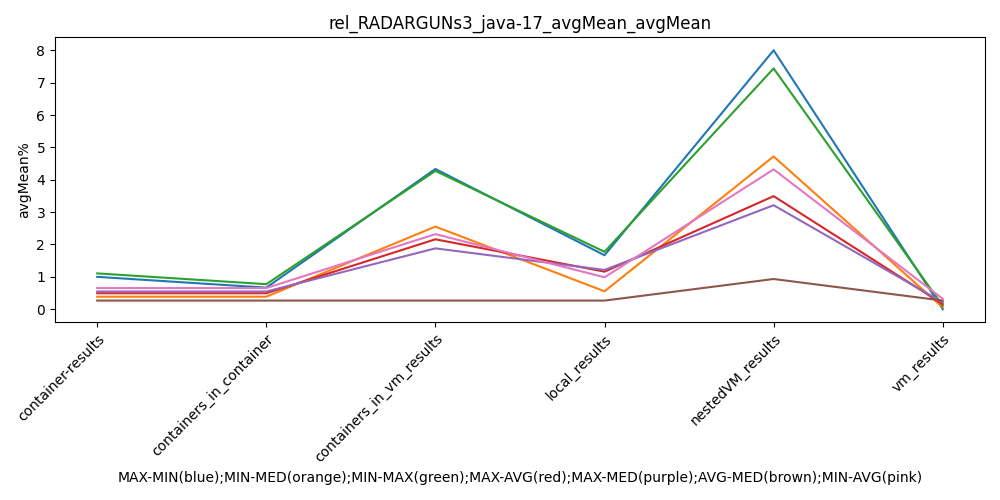 rel_RADARGUNs3_java-17_avgMean_avgMean
avgMean%
8
7
6
5
4
3
2
1
0
container-results
containers_in_container
containers_in_vm_results
local_results
nestedVM_results
vm_results
MAX-MIN(blue);MIN-MED(orange);MIN-MAX(green);MAX-AVG(red);MAX-MED(purple);AVG-MED(brown);MIN-AVG(pink)